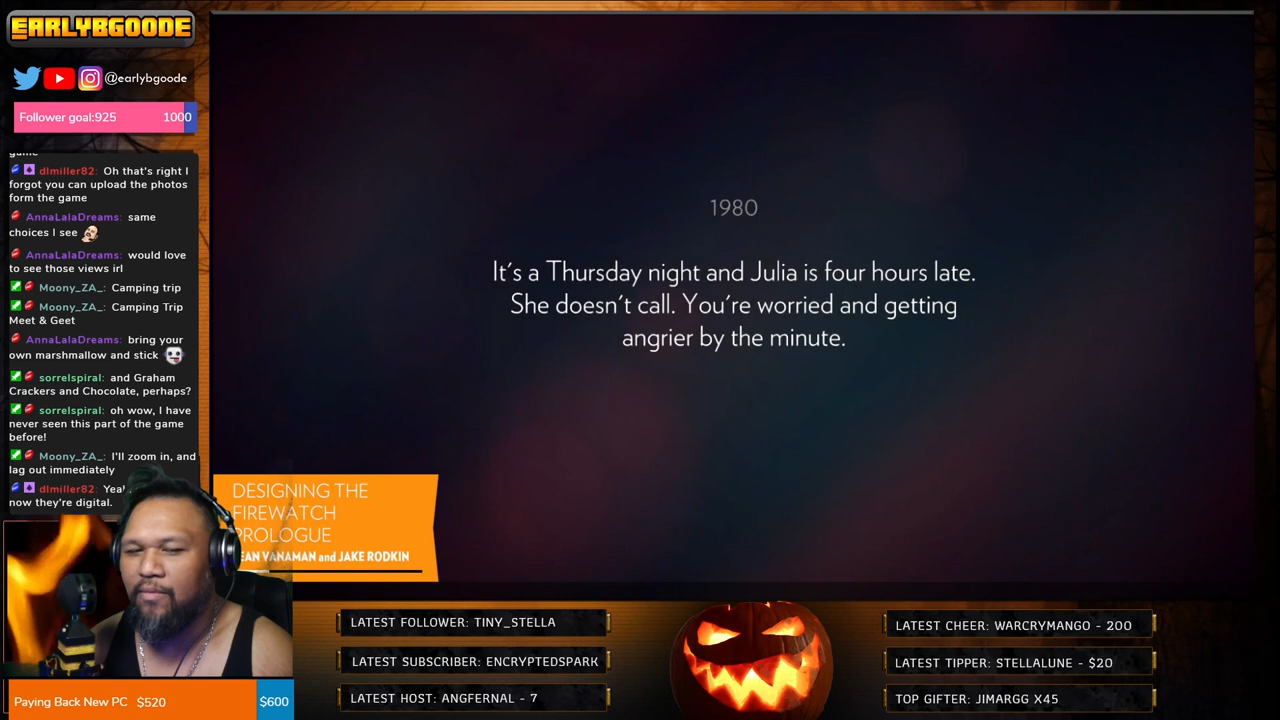 EARLYBGOODE
@earlybgoode
Follower goal:925 1000
game
dlmiller82: Oh that's right I
forgot you can upload the photos
form the game
AnnaLalaDreams: same
choices I see
AnnaLalaDreams: would love
to see those views irl
Moony_ZA_: Camping trip
Moony_ZA_: Camping Trip
Meet & Geet
AnnaLalaDreams: bring your
own marshmallow and stick
sorrelspiral: and Graham
Crackers and Chocolate, perhaps?
sorrelspiral: oh wow, I have
never seen this part of the game
before!
Moony_ZA_: I'll zoom in, and
lag out immediately
dlmiller82:
now they're digital.
1980
It's a Thursday night and Julia is four hours late.
She doesn't call. You're worried and getting
angrier by the minute.
DESIGNING THE
FIREWATCH
PROLOGUE
VANAMAN and JAKE RODKIN
Paying Back New PC $520 $600
LATEST FOLLOWER: TINY_STELLA
LATEST SUBSCRIBER: ENCRYPTEDSPARK
LATEST HOST: ANGFERNAL - 7
LATEST CHEER: WARCRYMANGO - 200
LATEST TIPPER: STELLALUNE - $20
TOP GIFTER: JIMARGG X45